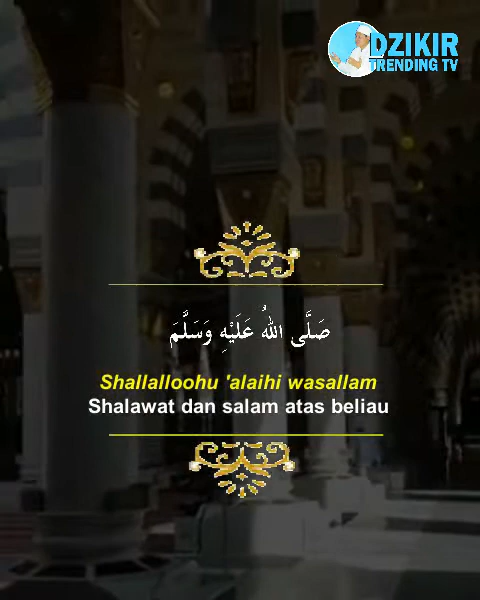 DZIKIR
TRENDING TV
صَلَّى اللهُ عَلَيْهِ وَسَلَّمَ
Shallalloohu 'alaihi wasallam
Shalawat dan salam atas beliau